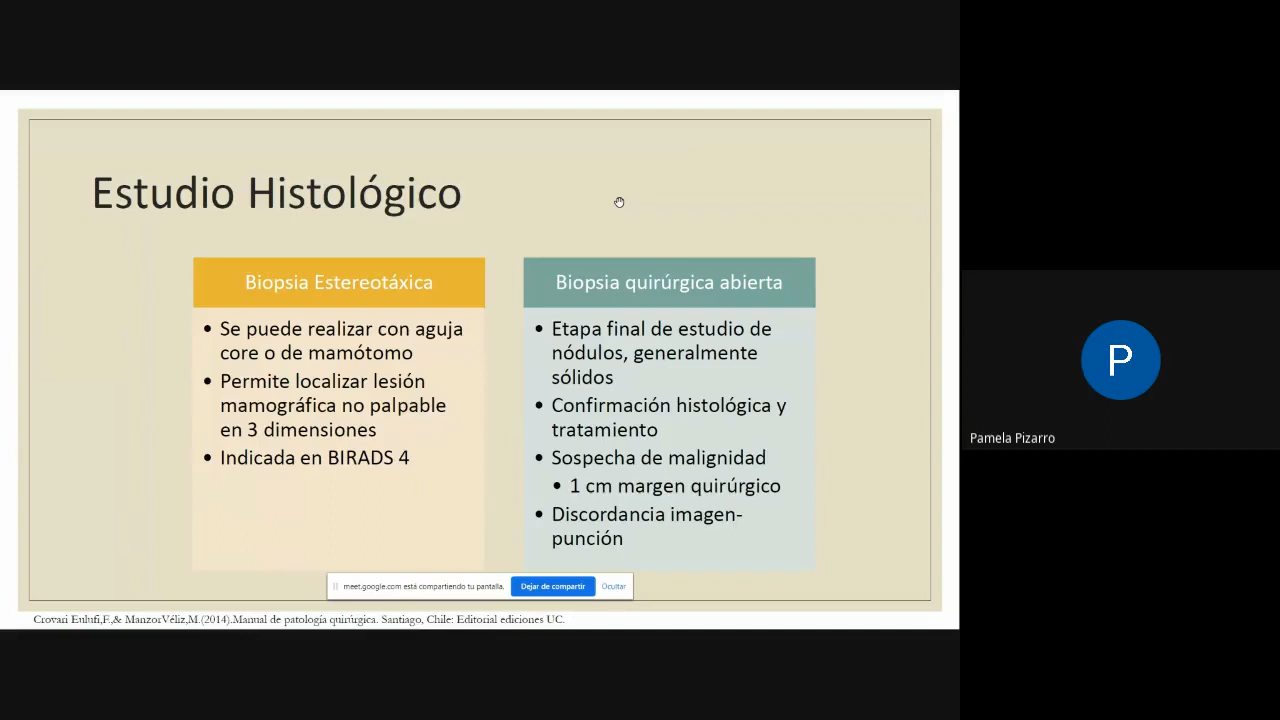 Estudio Histológico
Biopsia Estereotáxica
• Se puede realizar con aguja
core o de mamótomo
• Permite localizar lesión
mamográfica no palpable
en 3 dimensiones
• Indicada en BIRADS 4
Biopsia quirúrgica abierta
• Etapa final de estudio de
nódulos, generalmente
sólidos
• Confirmación histológica y
tratamiento
• Sospecha de malignidad
• 1 cm margen quirúrgico
• Discordancia imagen-
punción
meet.google.com está compartiendo tu pantalla.
Dejar de compartir
Ocultar
Crovari Eulufi,F.,& ManzorVéliz,M.(2014).Manual de patología quirúrgica. Santiago, Chile: Editorial ediciones UC.
P
Pamela Pizarro